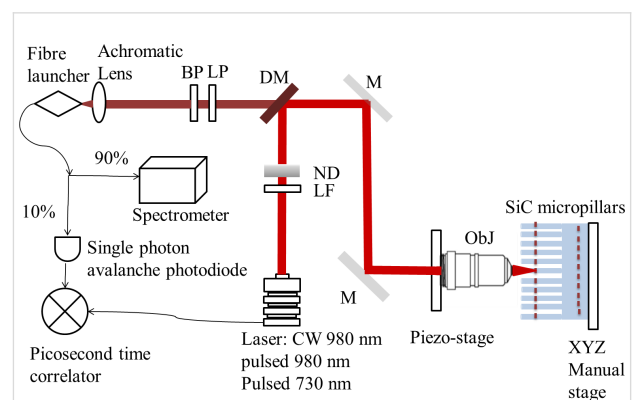 Fibre
launcher
Achromatic
Lens
BP LP
DM
M
90%
ND
LF
10%
Spectrometer
SiC micropillars
ObJ
Single photon
avalanche photodiode
M
Piezo-stage
Laser: CW 980 nm
pulsed 980 nm
Pulsed 730 nm
Picosecond time
correlator
XYZ
Manual
stage